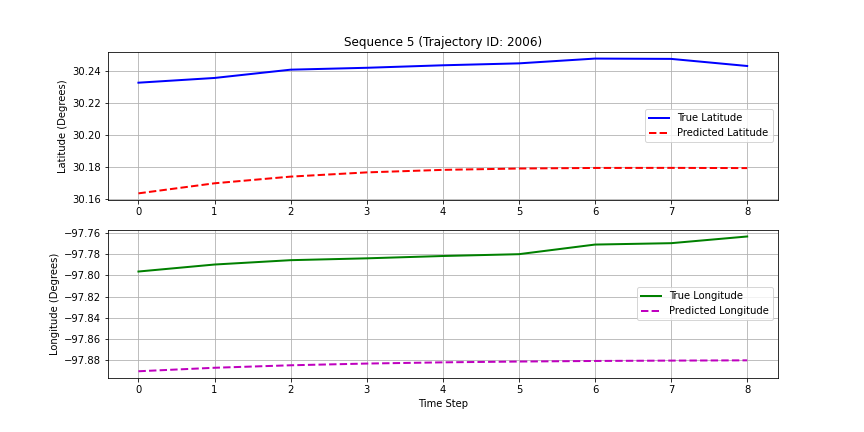 Sequence 5 (Trajectory ID: 2006)
Latitude (Degrees)
30.24
30.22
30.20
30.18
30.16
True Latitude
Predicted Latitude
0 1 2 3 4 5 6 7 8
Longitude (Degrees)
−97.76
−97.78
−97.80
−97.82
−97.84
−97.86
−97.88
True Longitude
Predicted Longitude
0 1 2 3 4 5 6 7 8
Time Step